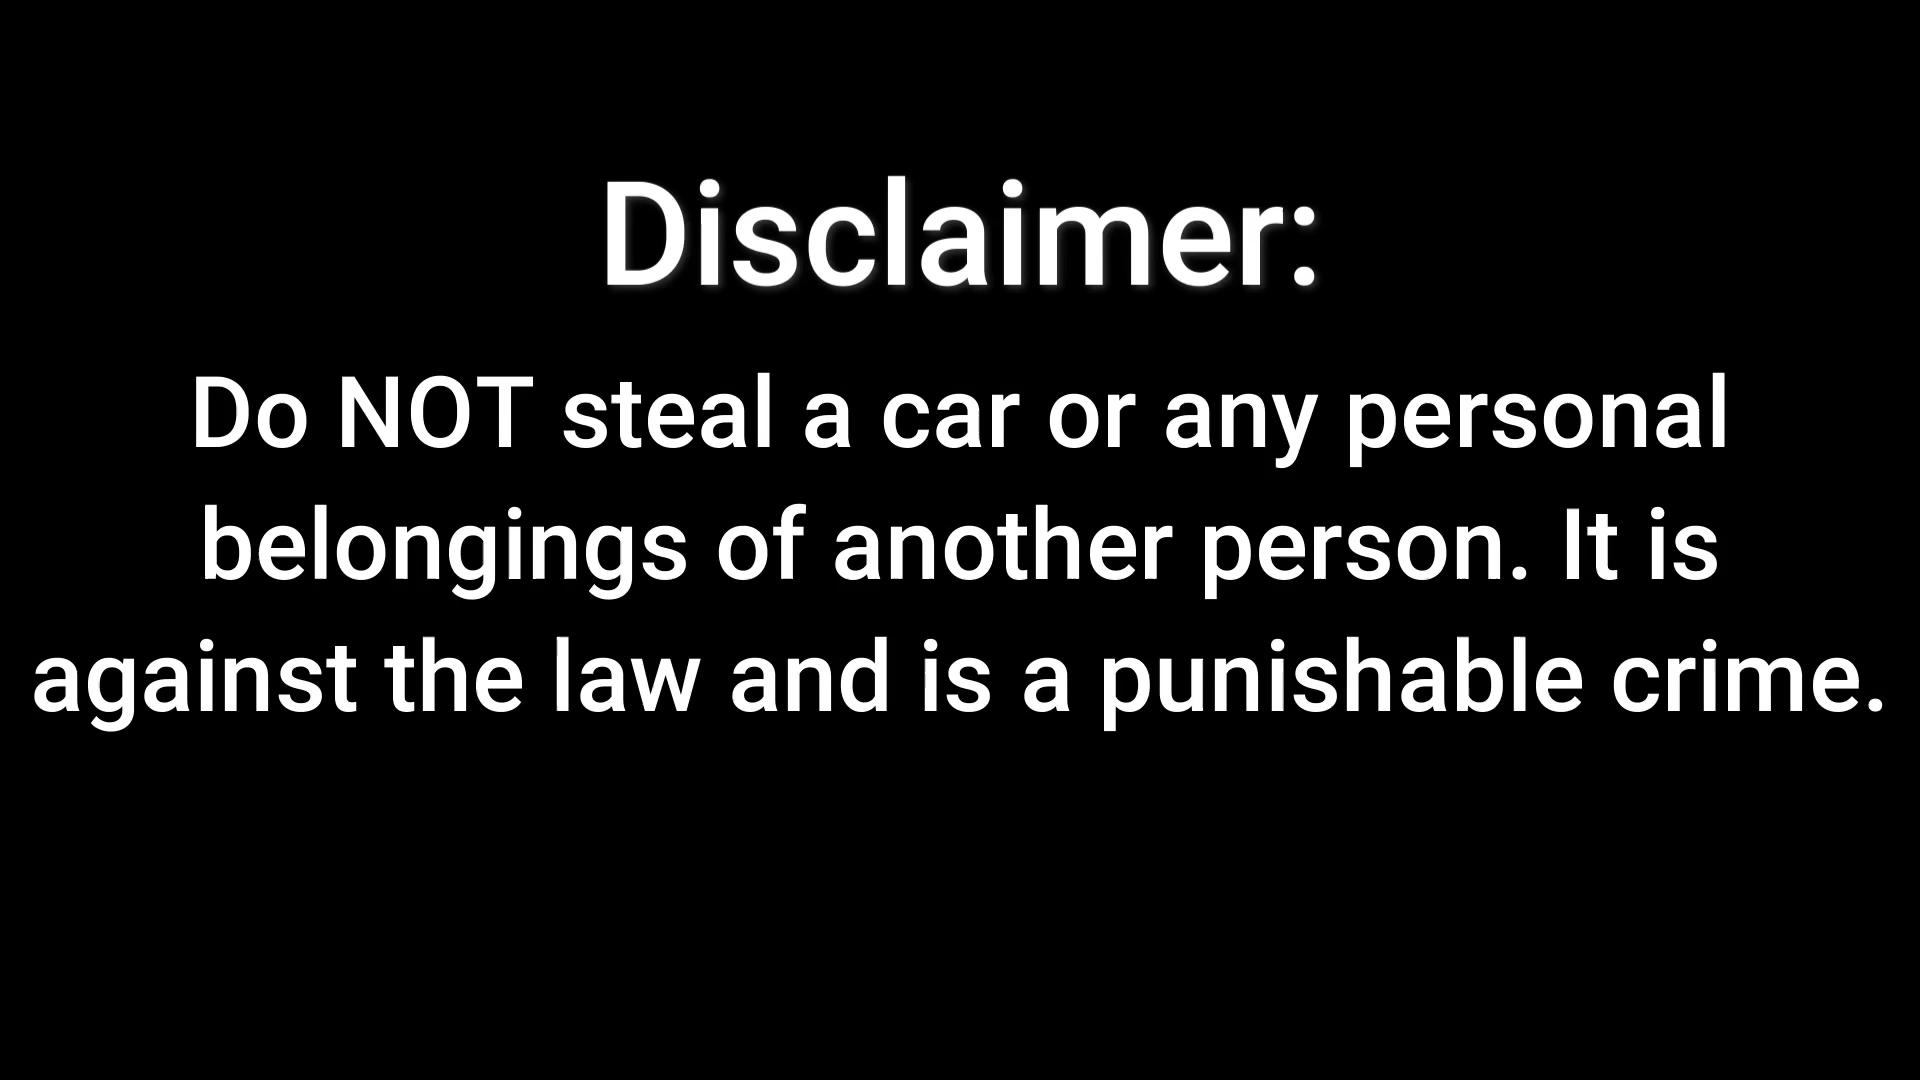 Disclaimer:
Do NOT steal a car or any personal
belongings of another person. It is
against the law and is a punishable crime.